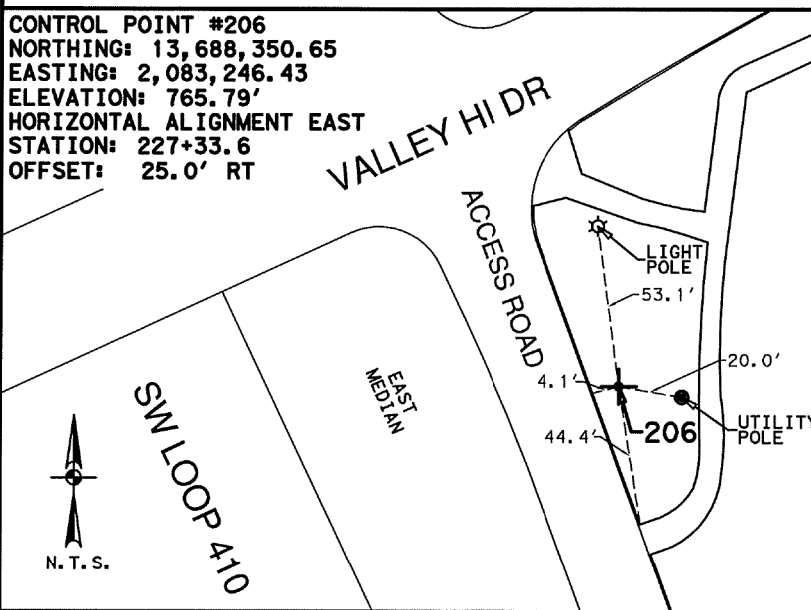 CONTROL POINT #206
NORTHING: 13,688,350.65
EASTING: 2,083,246.43
ELEVATION: 765.79'
HORIZONTAL ALIGNMENT EAST
STATION: 227+33.6
OFFSET: 25.0' RT
VALLEY HI DR
ACCESS ROAD
LIGHT
POLE
53.1'
20.0'
4.1'
EAST
MEDIAN
206
UTILITY
POLE
44.4'
SW LOOP 410
N.T.S.